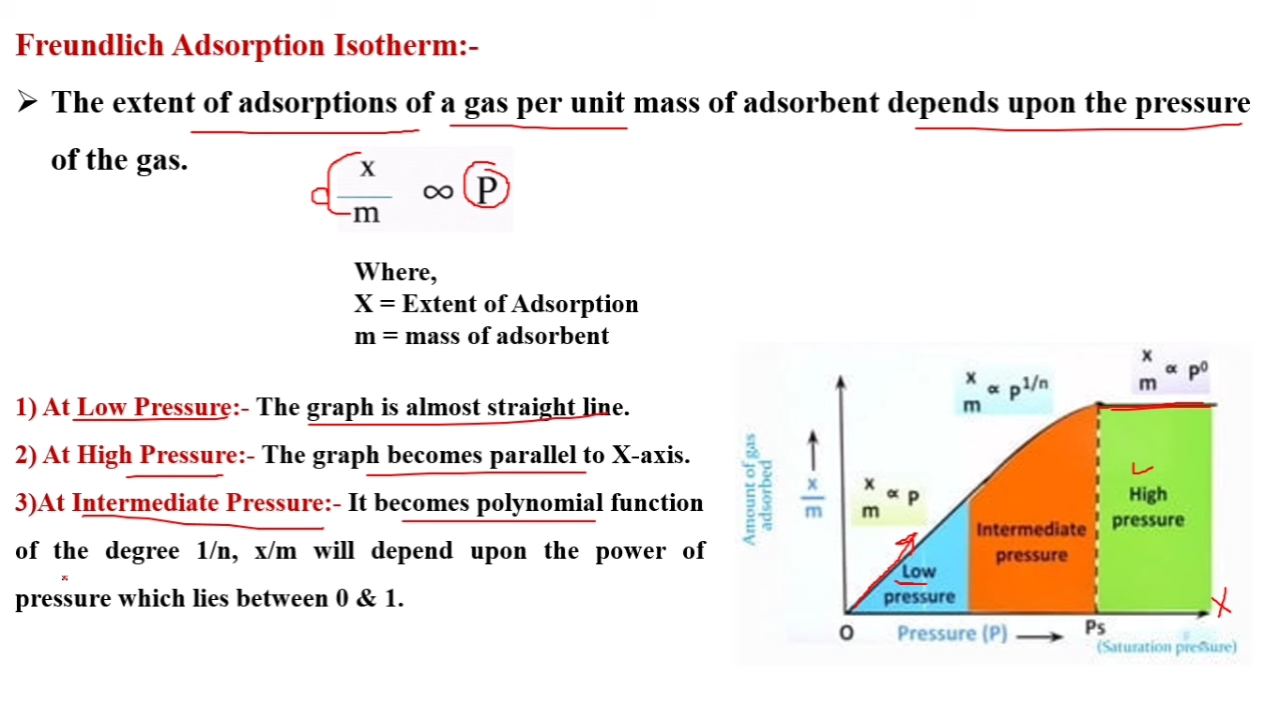 Freundlich Adsorption Isotherm:-
➤ The extent of adsorptions of a gas per unit mass of adsorbent depends upon the pressure
of the gas.
x
m
∞ P
Where,
X = Extent of Adsorption
m = mass of adsorbent
1) At Low Pressure:- The graph is almost straight line.
2) At High Pressure:- The graph becomes parallel to X-axis.
3)At Intermediate Pressure:- It becomes polynomial function
of the degree 1/n, x/m will depend upon the power of
pressure which lies between 0 & 1.
x
m
∝ p⁰
x
m
∝ p1/n
x
m
∝ p
Amount of gas
adsorbed
x
m
High
pressure
Intermediate
pressure
Low
pressure
X
O
Pressure (P)
Ps
(Saturation pressure)